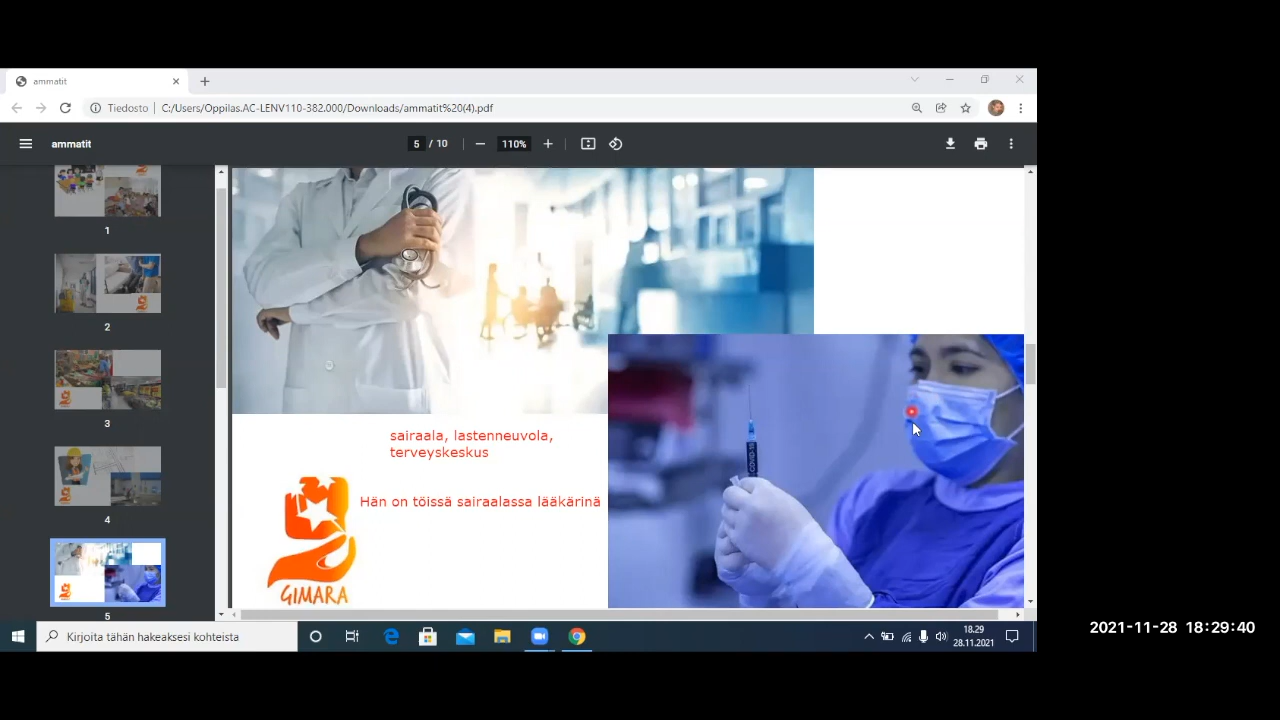 ammatit
Tiedosto | C:/Users/Oppilas.AC-LENV110-382.000/Downloads/ammatit%20(4).pdf
ammatit
5 / 10
110%
1
2
3
4
5
sairaala, lastenneuvola,
terveyskeskus
Hän on töissä sairaalassa lääkärinä
GIMARA
COVID-19
Kirjoita tähän hakeaksesi kohteista
18.29
28.11.2021
2021-11-28 18:29:40